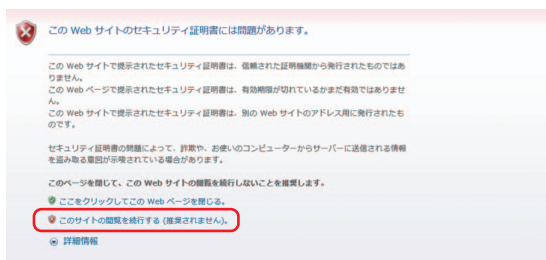 この Web サイトのセキュリティ証明書には問題があります。
この Web サイトで提示されたセキュリティ証明書は、信頼された証明機関から発行されたものではあ
りません。
この Web ページで提示されたセキュリティ証明書は、有効期限が切れているかまだ有効ではありませ
ん。
この Web サイトで提示されたセキュリティ証明書は、別の Web サイトのアドレス用に発行されたも
のです。
セキュリティ証明書の問題によって、詐欺や、お使いのコンピューターからサーバーに送信される情報
を盗み取る意図が示唆されている場合があります。
このページを閉じて、この Web サイトの閲覧を続行しないことを推奨します。
ここをクリックしてこの Web ページを閉じる。
このサイトの閲覧を続行する (推奨されません)。
詳細情報